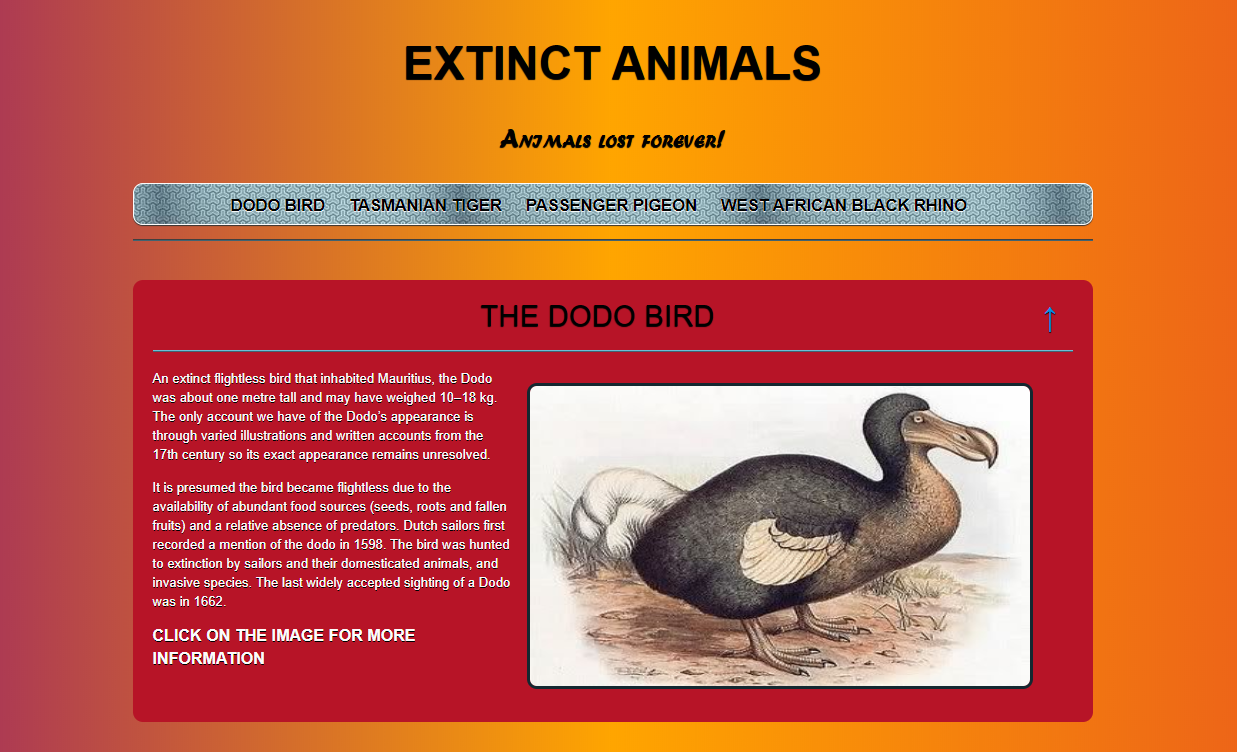 EXTINCT ANIMALS
Animals lost forever!
DODO BIRD TASMANIAN TIGER PASSENGER PIGEON WEST AFRICAN BLACK RHINO
THE DODO BIRD ↑
An extinct flightless bird that inhabited Mauritius, the Dodo
was about one metre tall and may have weighed 10–18 kg.
The only account we have of the Dodo's appearance is
through varied illustrations and written accounts from the
17th century so its exact appearance remains unresolved.
It is presumed the bird became flightless due to the
availability of abundant food sources (seeds, roots and fallen
fruits) and a relative absence of predators. Dutch sailors first
recorded a mention of the dodo in 1598. The bird was hunted
to extinction by sailors and their domesticated animals, and
invasive species. The last widely accepted sighting of a Dodo
was in 1662.
CLICK ON THE IMAGE FOR MORE
INFORMATION